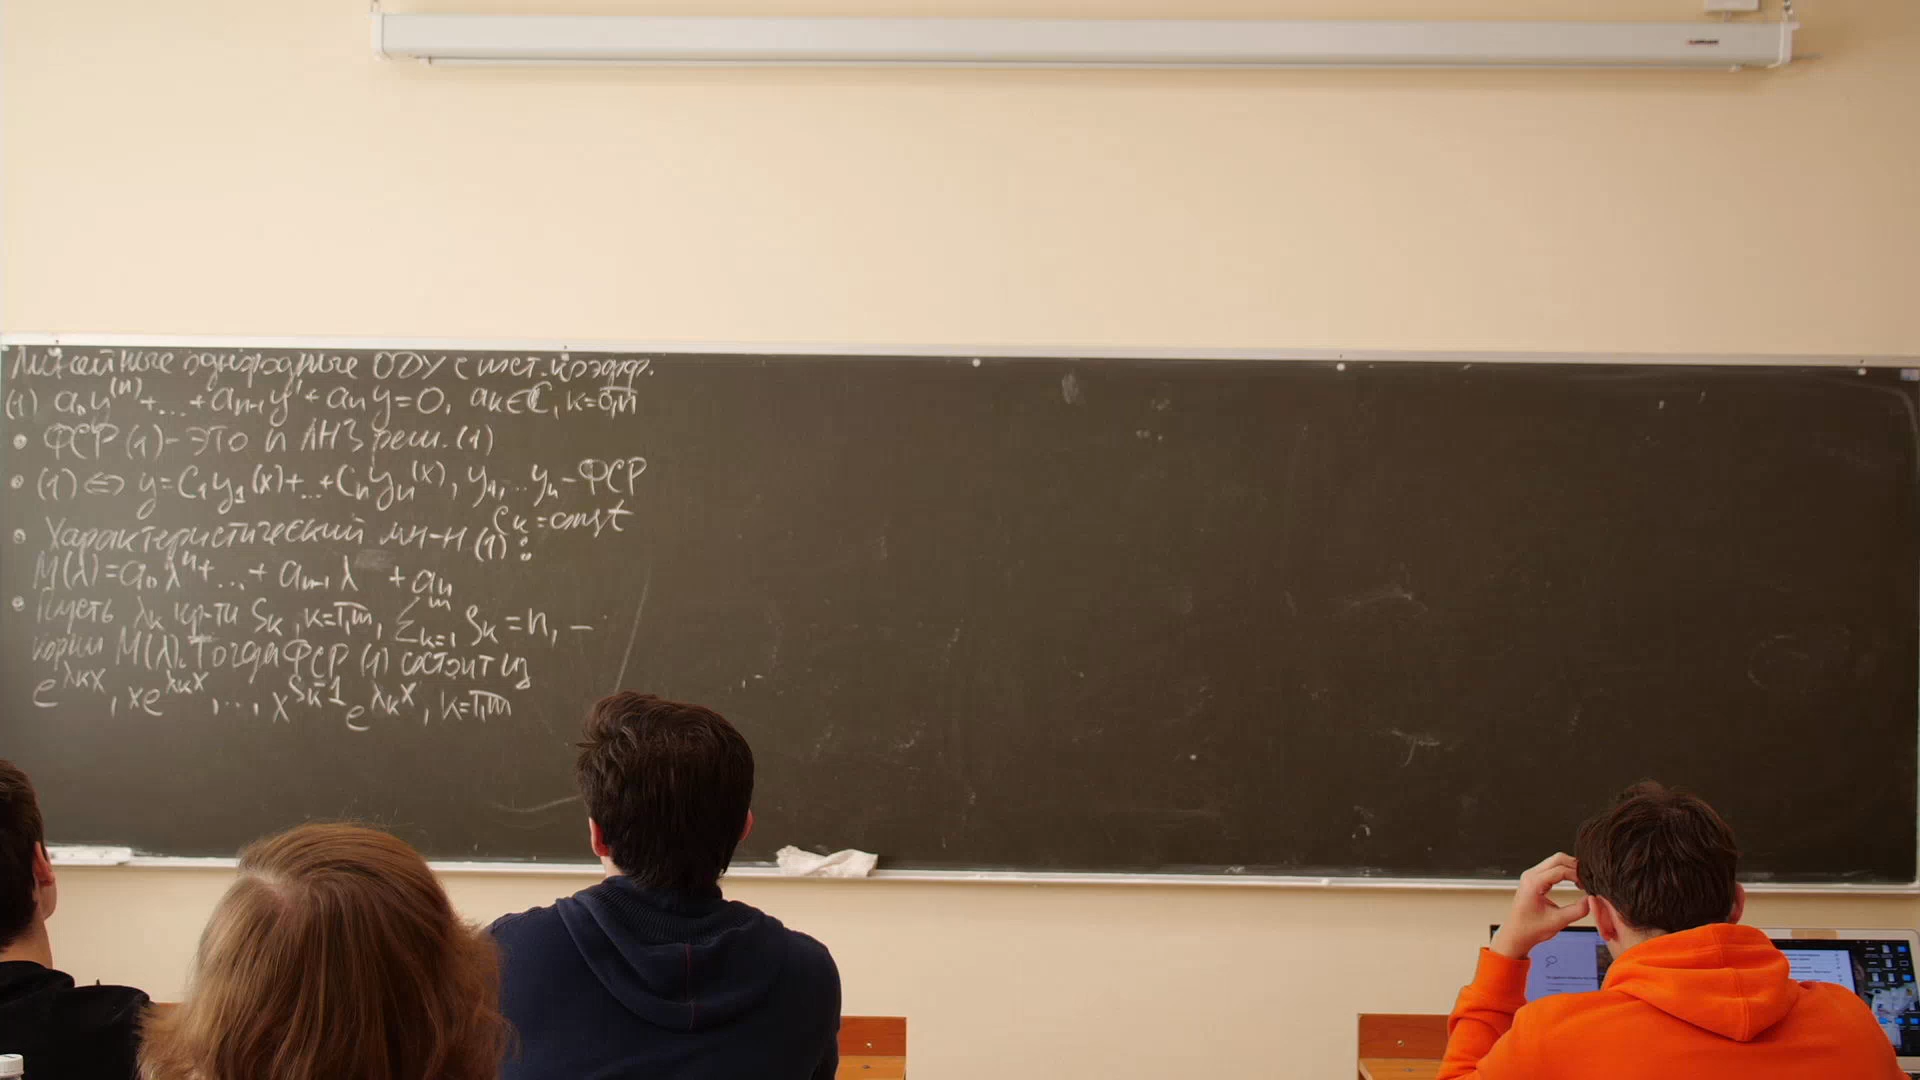 Линейные однородные ОДУ с пост. коэфф.
(1) a₀y⁽ⁿ⁾+...+aₙ₋₁y'+aₙy=0, aₖ∈ℂ, k=0,n
• ФСР (1)-это n ЛНЗ реш. (1)
• (1) ⇔ y=C₁y₁(x)+...+Cₙyₙ(x), y₁,..yₙ-ФСР
Cₖ=const
• Характеристический мн-н (1):
M(λ)=a₀λⁿ+...+aₙ₋₁λ+aₙ
• Пусть λₖ кр-ти Sₖ, k=1,m, ∑ₖ₌₁ᵐ Sₖ=n, –
корни M(λ). Тогда ФСР (1) состоит из
e^λₖx, xe^λₖx, ..., x^Sₖ-1 e^λₖx, k=1,m